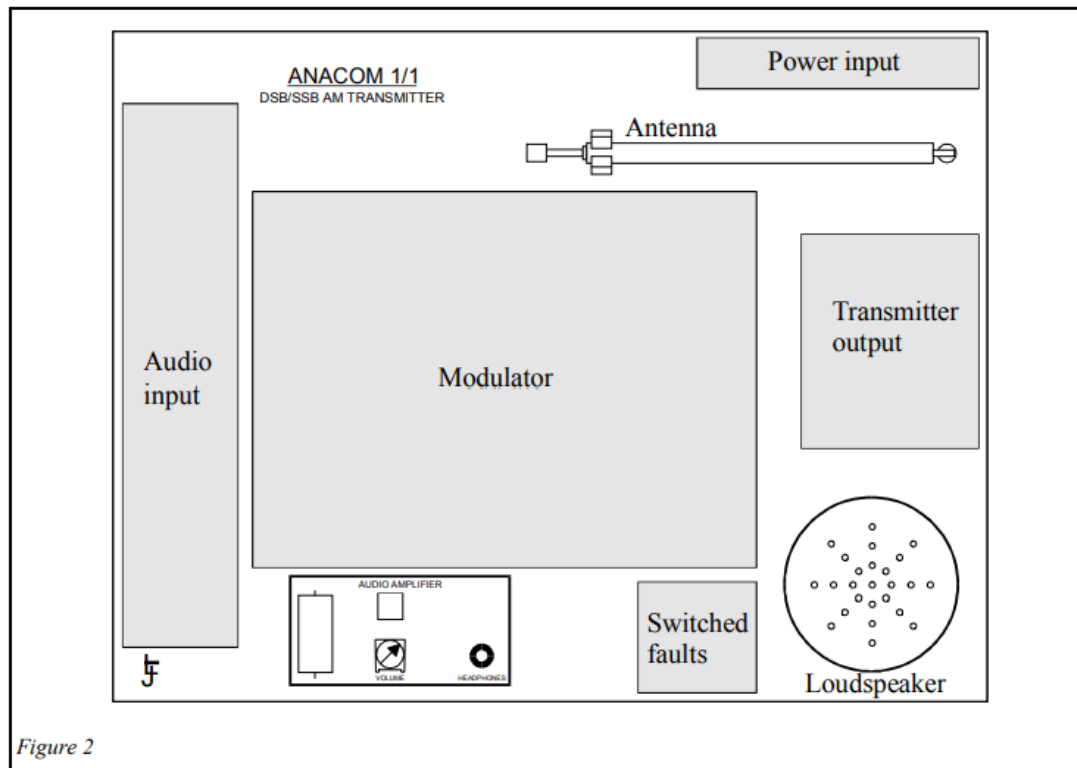 ANACOM 1/1
DSB/SSB AM TRANSMITTER
Power input
Antenna
Audio
input
Modulator
Transmitter
output
AUDIO AMPLIFIER
VOLUME
HEADPHONES
Switched
faults
Loudspeaker
Figure 2